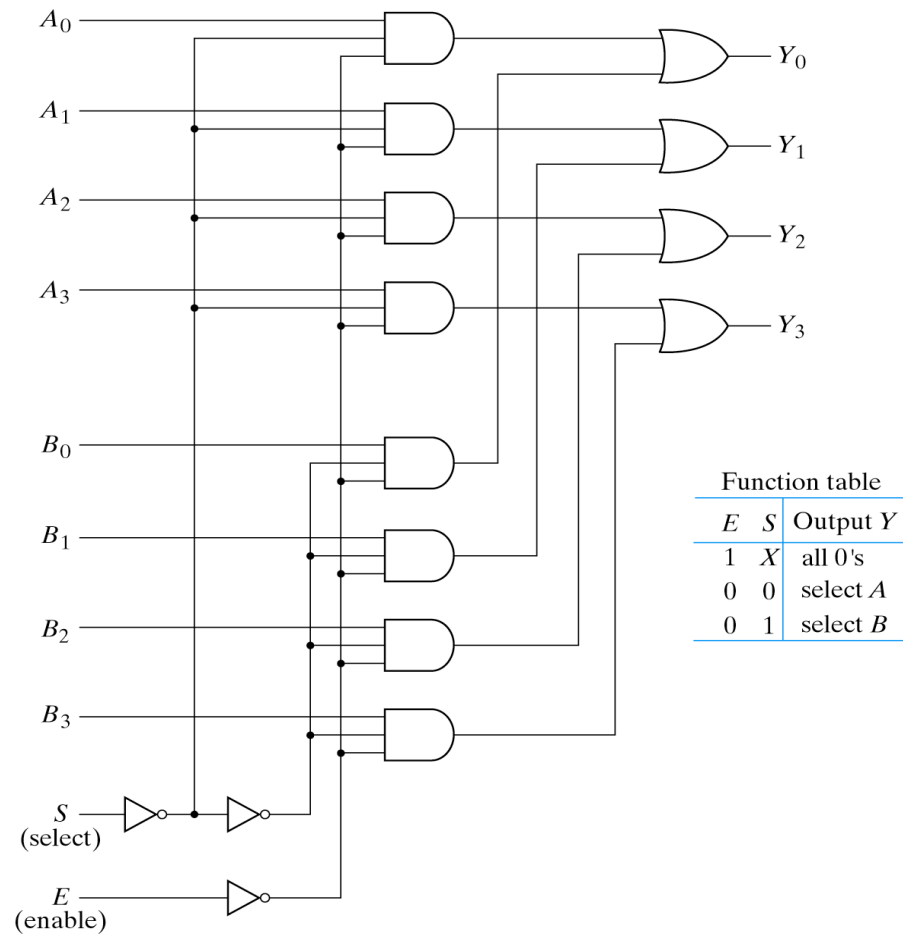 A0
Y0
A1
Y1
A2
Y2
A3
Y3
B0
B1
B2
B3
S
(select)
E
(enable)
Function table
E S Output Y
1 X all 0's
0 0 select A
0 1 select B